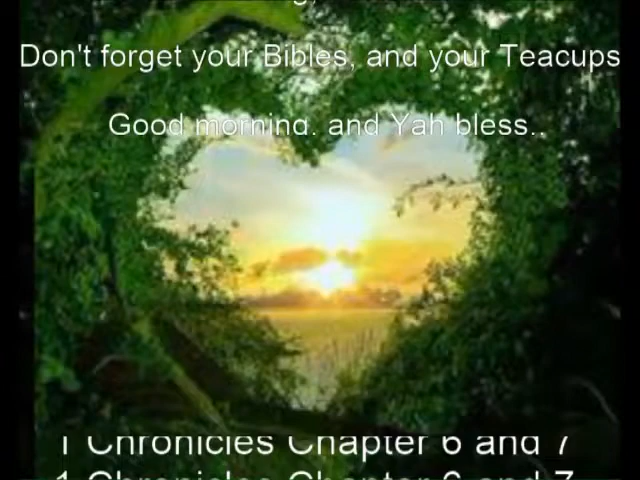 Don't forget your Bibles, and your Teacups
Good morning. and Yah bless..
1 Chronicles Chapter 6 and 7
1 Chronicles Chapter 6 and 7